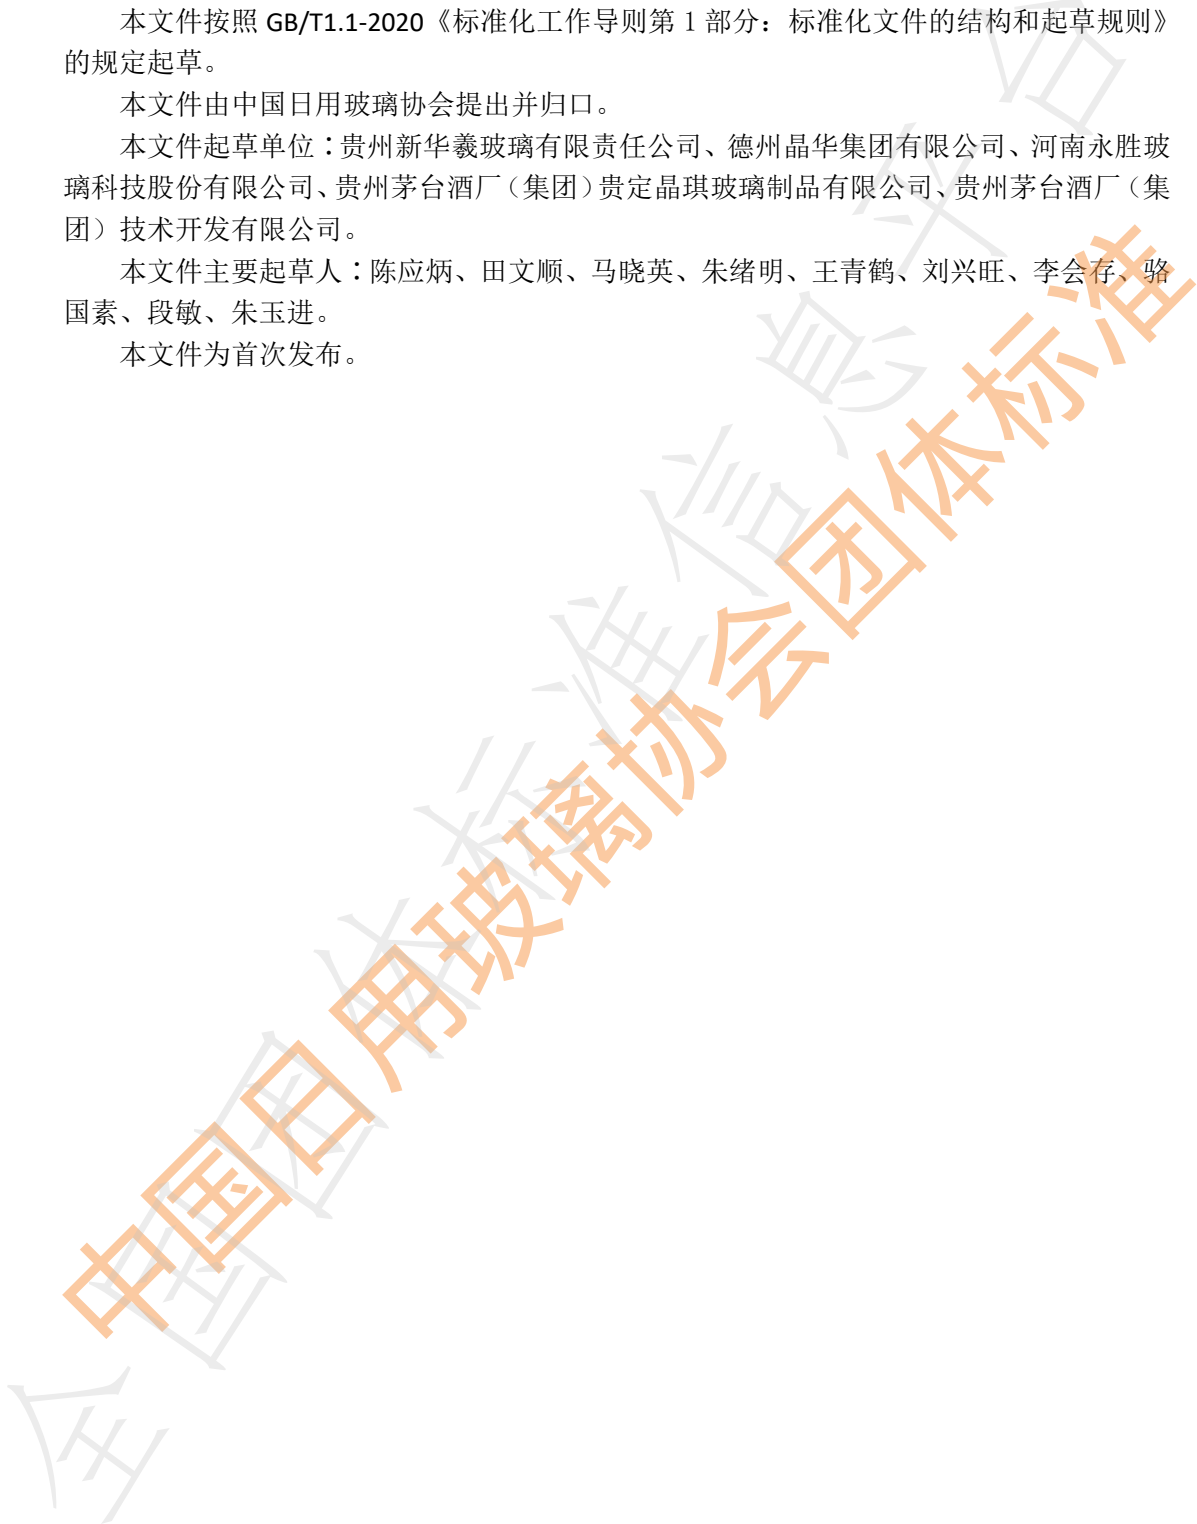 本文件按照 GB/T1.1-2020《标准化工作导则第 1 部分：标准化文件的结构和起草规则》
的规定起草。
本文件由中国日用玻璃协会提出并归口。
本文件起草单位：贵州新华羲玻璃有限责任公司、德州晶华集团有限公司、河南永胜玻
璃科技股份有限公司、贵州茅台酒厂（集团）贵定晶琪玻璃制品有限公司、贵州茅台酒厂（集
团）技术开发有限公司。
本文件主要起草人：陈应炳、田文顺、马晓英、朱绪明、王青鹤、刘兴旺、李会存、骆
国素、段敏、朱玉进。
本文件为首次发布。
中国日用玻璃协会团体标准
全国团体标准信息平台